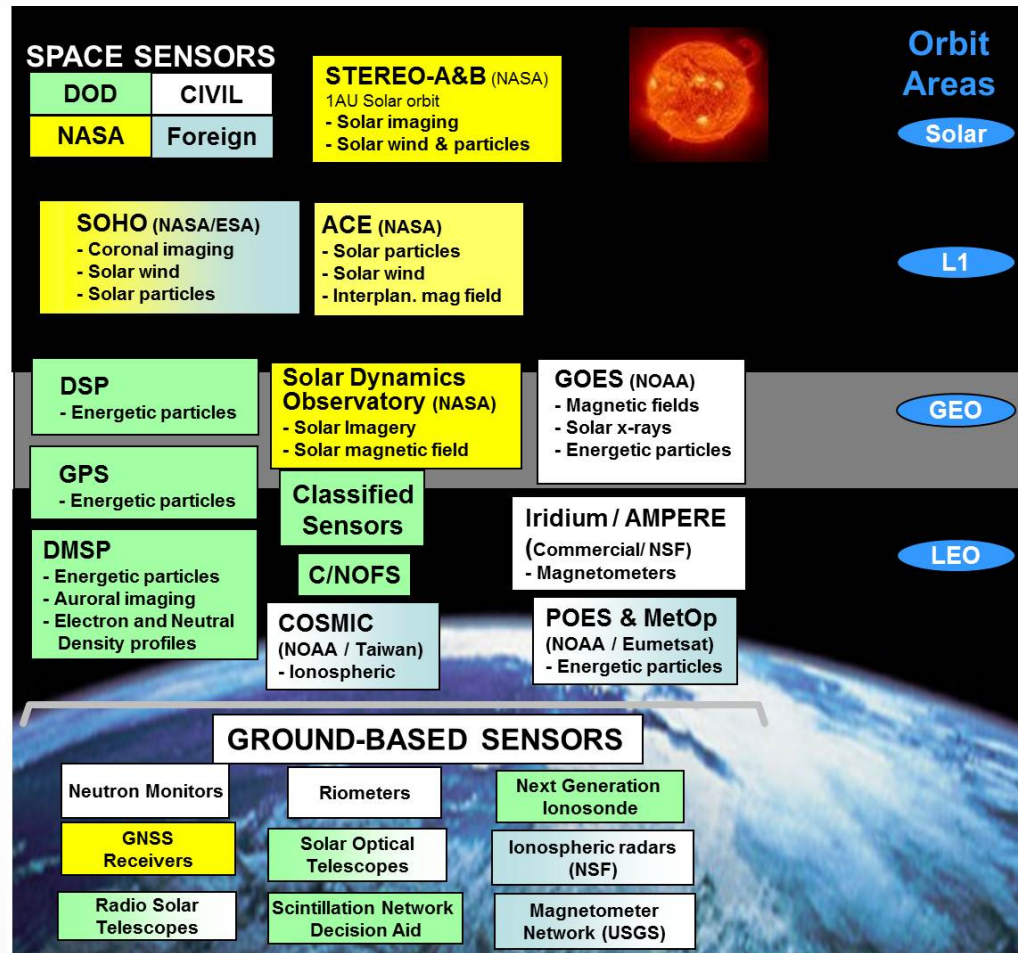 SPACE SENSORS
DOD
CIVIL
NASA
Foreign
STEREO-A&B (NASA)
1AU Solar orbit
- Solar imaging
- Solar wind & particles
Orbit
Areas
Solar
SOHO (NASA/ESA)
- Coronal imaging
- Solar wind
- Solar particles
ACE (NASA)
- Solar particles
- Solar wind
- Interplan. mag field
L1
DSP
- Energetic particles
Solar Dynamics
Observatory (NASA)
- Solar Imagery
- Solar magnetic field
GOES (NOAA)
- Magnetic fields
- Solar x-rays
- Energetic particles
GEO
GPS
- Energetic particles
Classified
Sensors
Iridium / AMPERE
(Commercial/ NSF)
- Magnetometers
LEO
DMSP
- Energetic particles
- Auroral imaging
- Electron and Neutral
Density profiles
C/NOFS
COSMIC
(NOAA / Taiwan)
- Ionospheric
POES & MetOp
(NOAA / Eumetsat)
- Energetic particles
GROUND-BASED SENSORS
Neutron Monitors
Riometers
Next Generation
Ionosonde
GNSS
Receivers
Solar Optical
Telescopes
Ionospheric radars
(NSF)
Radio Solar
Telescopes
Scintillation Network
Decision Aid
Magnetometer
Network (USGS)